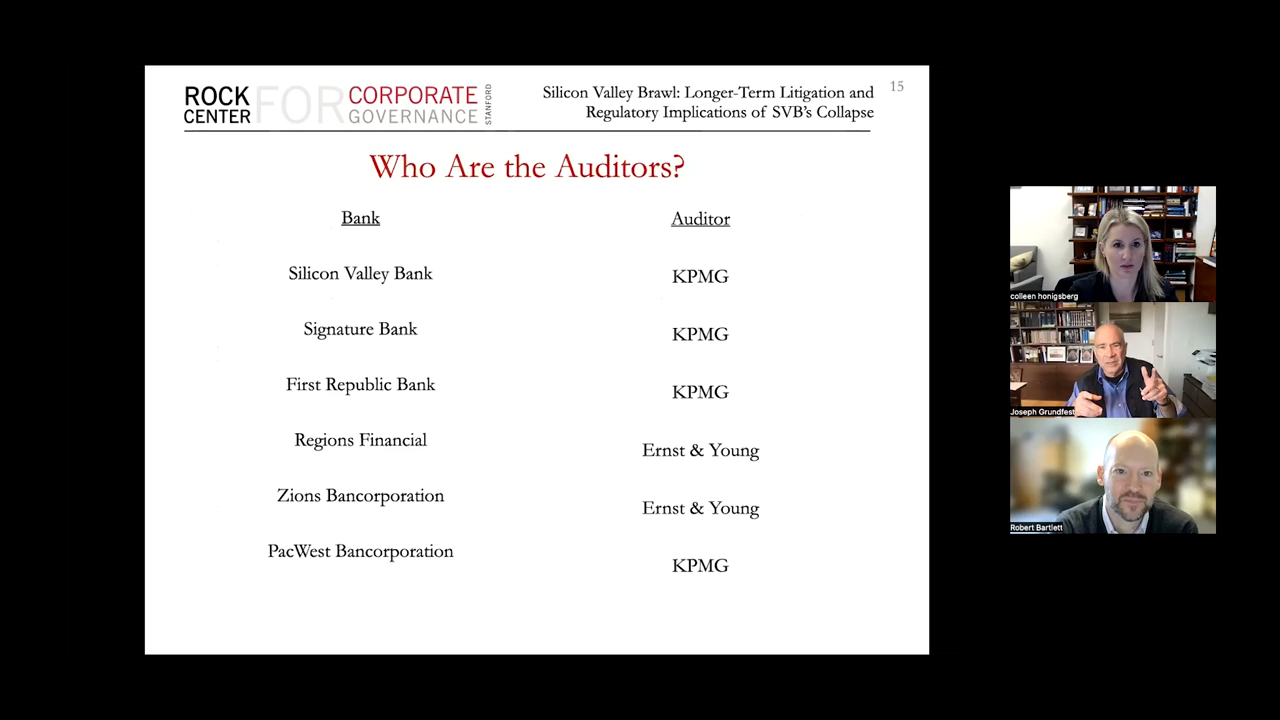 ROCK CENTER FOR CORPORATE GOVERNANCE STANFORD
Silicon Valley Brawl: Longer-Term Litigation and
Regulatory Implications of SVB's Collapse
15
Who Are the Auditors?
Bank
Auditor
Silicon Valley Bank
KPMG
Signature Bank
KPMG
First Republic Bank
KPMG
Regions Financial
Ernst & Young
Zions Bancorporation
Ernst & Young
PacWest Bancorporation
KPMG
colleen honigsberg
Joseph Grundfest
Robert Bartlett